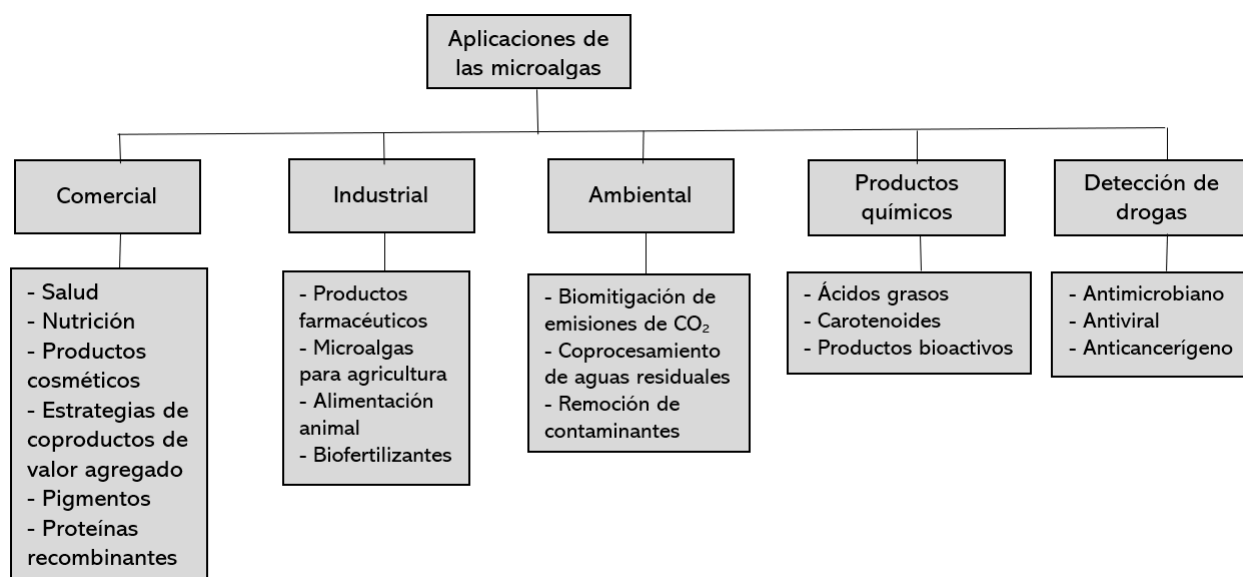 Aplicaciones de
las microalgas
Comercial
Industrial
Ambiental
Productos
químicos
Detección de
drogas
- Salud
- Nutrición
- Productos
cosméticos
- Estrategias de
coproductos de
valor agregado
- Pigmentos
- Proteínas
recombinantes
- Productos
farmacéuticos
- Microalgas
para agricultura
- Alimentación
animal
- Biofertilizantes
- Biomitigación de
emisiones de CO₂
- Coprocesamiento
de aguas residuales
- Remoción de
contaminantes
- Ácidos grasos
- Carotenoides
- Productos bioactivos
- Antimicrobiano
- Antiviral
- Anticancerígeno